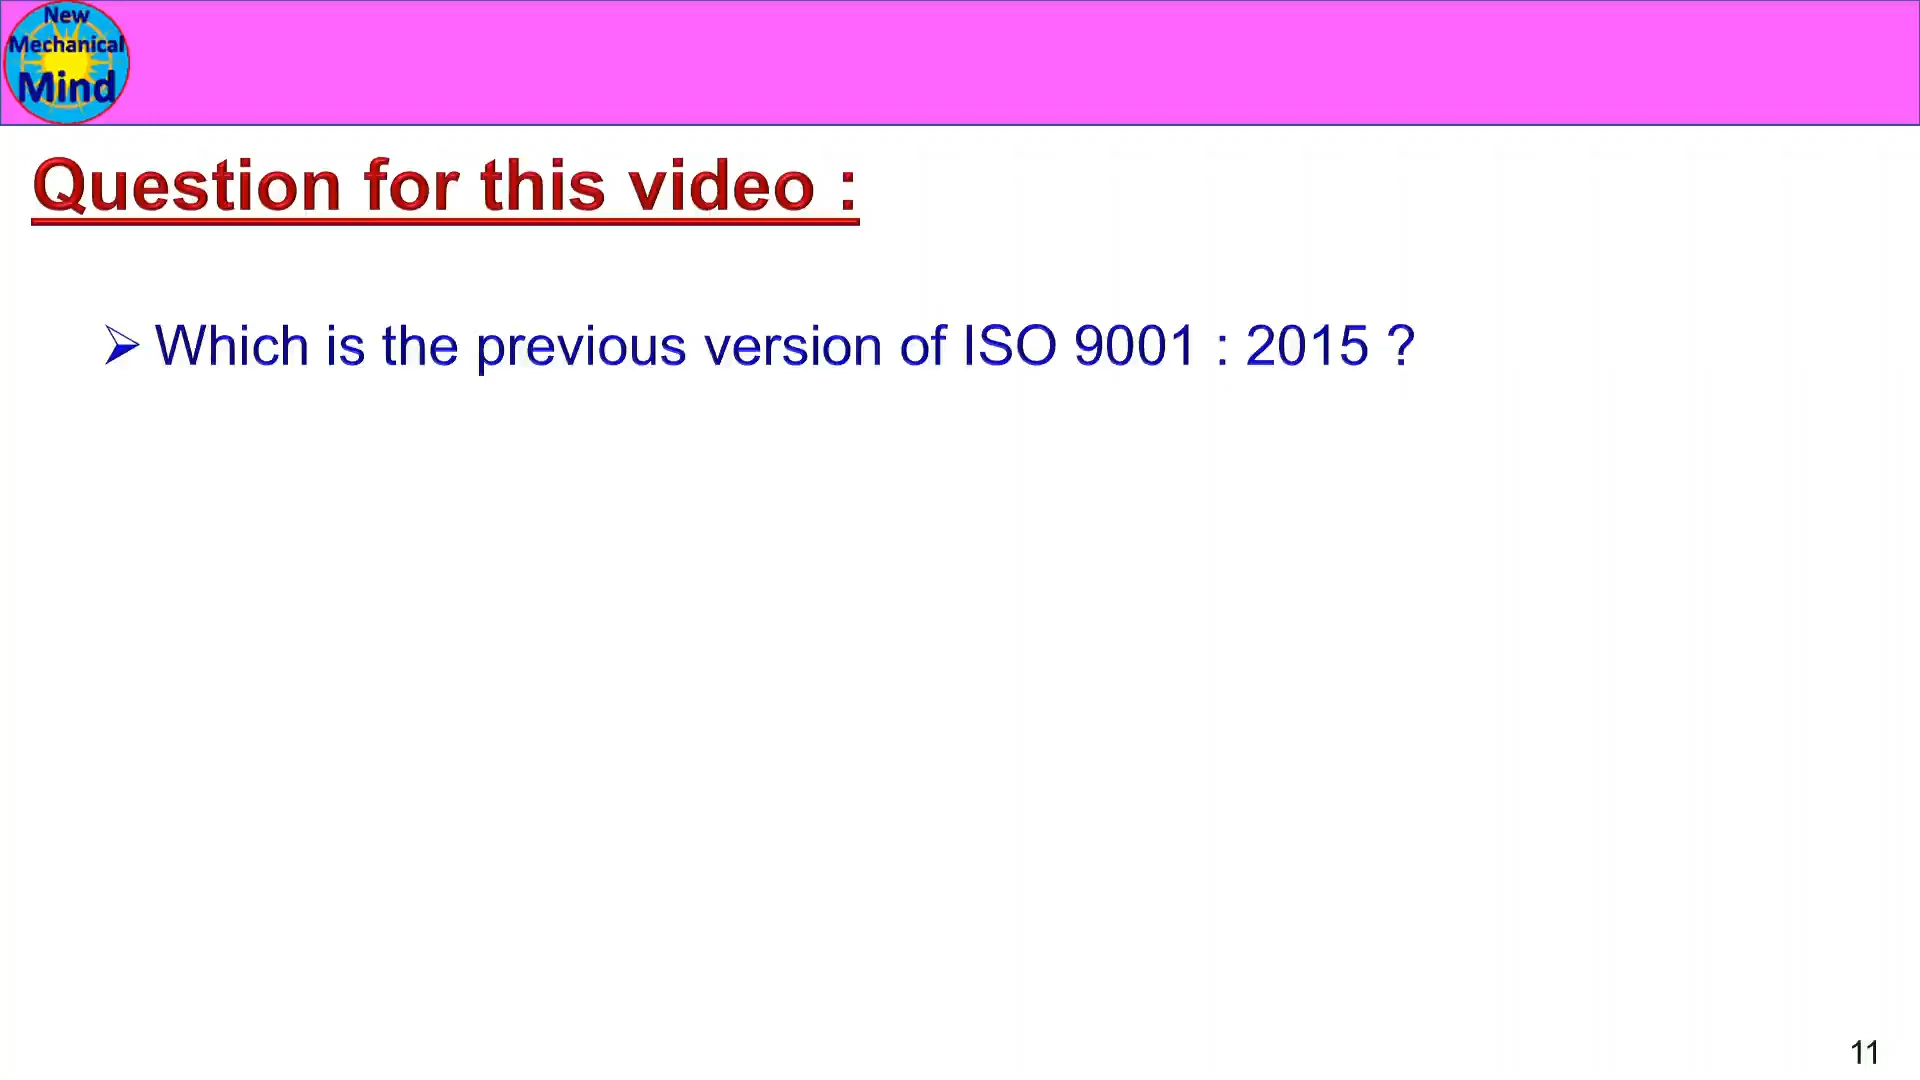 New
Mechanical
Mind
Question for this video :
➢ Which is the previous version of ISO 9001 : 2015 ?
11